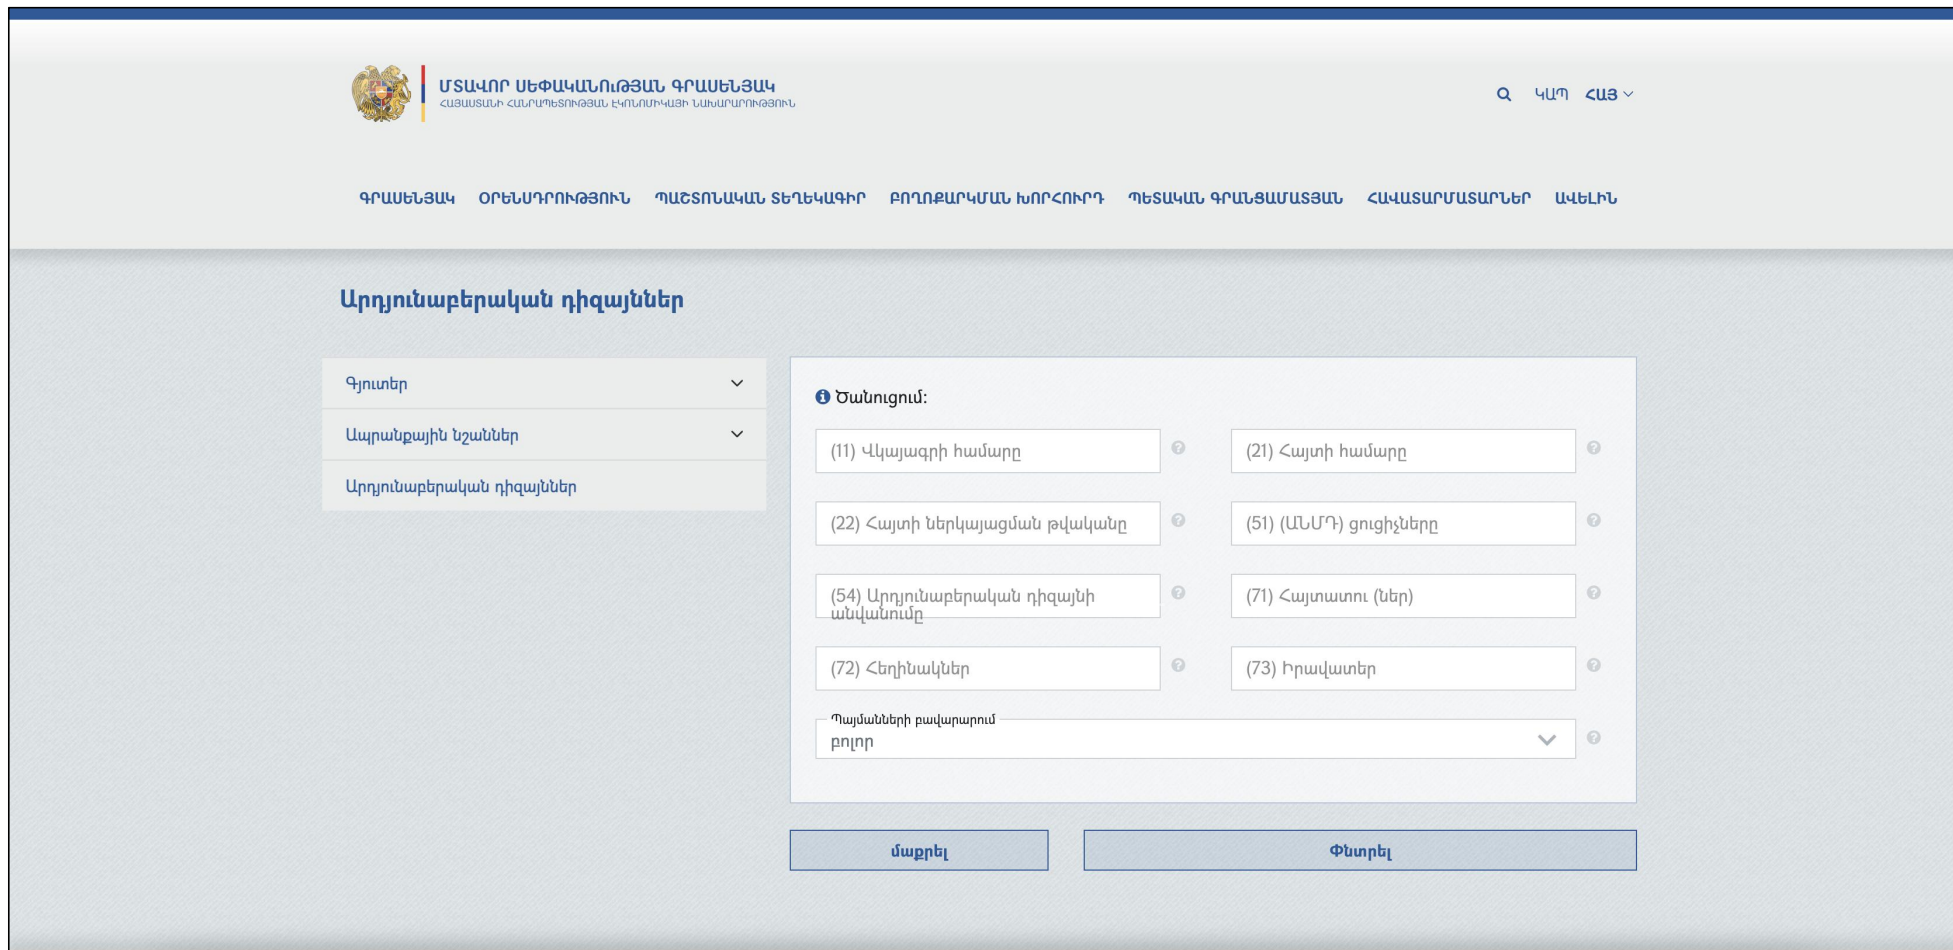 ՄՏԱՎՈՐ ՍԵՓԱԿԱՆՈւԹՅԱՆ ԳՐԱՍԵՆՅԱԿ
ՀԱՅԱՍՏԱՆԻ ՀԱՆՐԱՊԵՏՈՒԹՅԱՆ ԷԿՈՆՈՄԻԿԱՅԻ ՆԱԽԱՐԱՐՈՒԹՅՈՒՆ
ԿԱՊ ՀԱՅ
ԳՐԱՍԵՆՅԱԿ ՕՐԵՆՍԴՐՈՒԹՅՈՒՆ ՊԱՇՏՈՆԱԿԱՆ ՏԵՂԵԿԱԳԻՐ ԲՈՂՈՔԱՐԿՄԱՆ ԽՈՐՀՈՒՐԴ ՊԵՏԱԿԱՆ ԳՐԱՆՑԱՄԱՏՅԱՆ ՀԱՎԱՏԱՐՄԱՏԱՐՆԵՐ ԱՎԵԼԻՆ
Արդյունաբերական դիզայններ
Գյուտեր
Ապրանքային նշաններ
Արդյունաբերական դիզայններ
Ծանուցում:
(11) Վկայագրի համարը
(21) Հայտի համարը
(22) Հայտի ներկայացման թվականը
(51) (ԱՆՄԴ) ցուցիչները
(54) Արդյունաբերական դիզայնի
անվանումը
(71) Հայտատու (ներ)
(72) Հեղինակներ
(73) Իրավատեր
Պայմանների բավարարում
բոլոր
մաքրել
Փնտրել